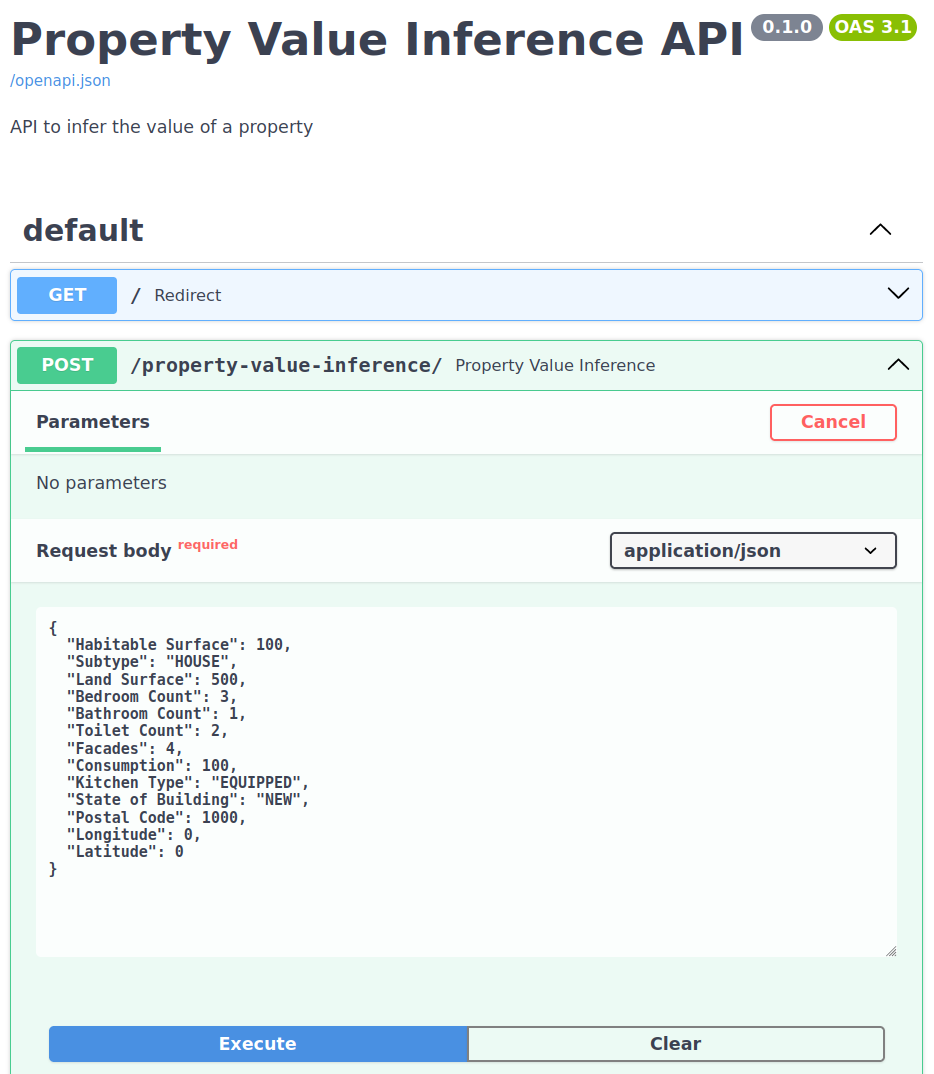 Property Value Inference API 0.1.0 OAS 3.1
/openapi.json
API to infer the value of a property
default
GET / Redirect
POST /property-value-inference/ Property Value Inference
Parameters Cancel
No parameters
Request body required application/json
{
  "Habitable Surface": 100,
  "Subtype": "HOUSE",
  "Land Surface": 500,
  "Bedroom Count": 3,
  "Bathroom Count": 1,
  "Toilet Count": 2,
  "Facades": 4,
  "Consumption": 100,
  "Kitchen Type": "EQUIPPED",
  "State of Building": "NEW",
  "Postal Code": 1000,
  "Longitude": 0,
  "Latitude": 0
}
Execute Clear